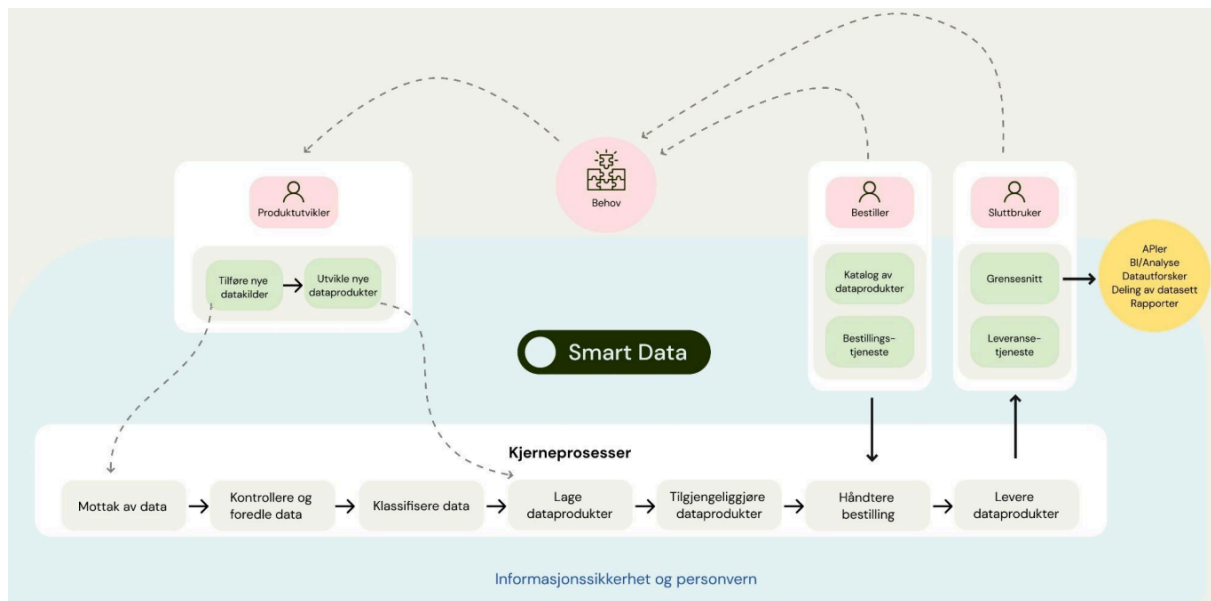 Behov
Produktutvikler
Tilføre nye
datakilder
Utvikle nye
dataprodukter
Bestiller
Katalog av
dataprodukter
Bestillings-
tjeneste
Sluttbruker
Grensesnitt
Leveranse-
tjeneste
APIer
BI/Analyse
Datautforsker
Deling av datasett
Rapporter
Smart Data
Kjerneprosesser
Mottak av data
Kontrollere og
foredle data
Klassifisere data
Lage
dataprodukter
Tilgjengeliggjøre
dataprodukter
Håndtere
bestilling
Levere
dataprodukter
Informasjonssikkerhet og personvern